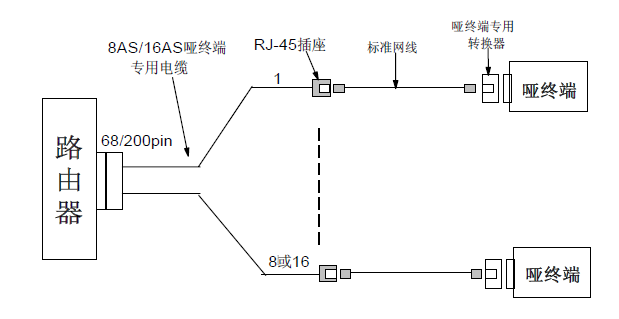 哑终端专用
转换器
8AS/16AS哑终端
专用电缆
RJ-45插座
标准网线
1
哑终端
68/200pin
路由器
8或16
哑终端